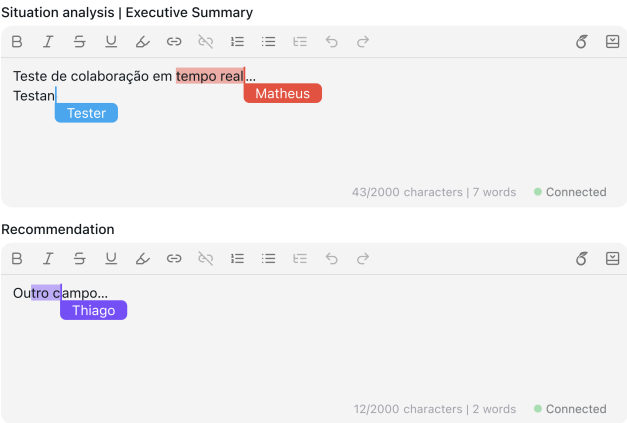 Situation analysis | Executive Summary
Teste de colaboração em tempo real...
Matheus
Testan
Tester
43/2000 characters | 7 words Connected
Recommendation
Outro campo...
Thiago
12/2000 characters | 2 words Connected